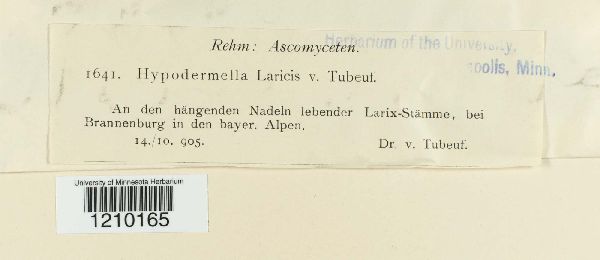 Rehm: Ascomyceten.
Herbarium of the University,
Minn.
1641. Hypodermella Laricis v. Tubeuf.
An den hängenden Nadeln lebender Larix-Stämme, bei
Brannenburg in den bayer. Alpen.
14./10. 905. Dr. v. Tubeuf.
University of Minnesota Herbarium
1210165